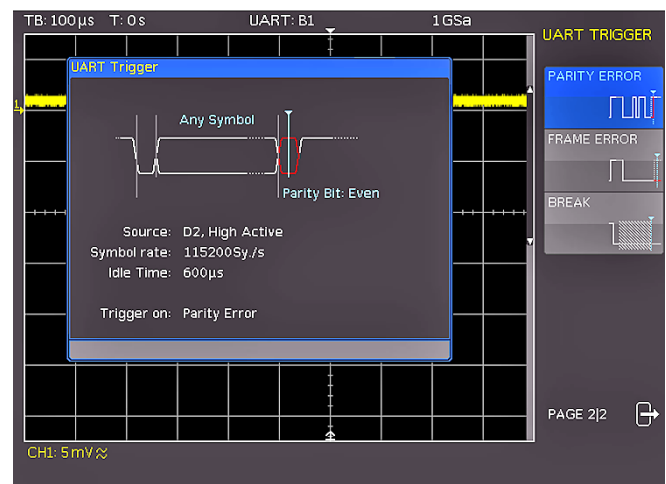 TB: 100µs T: 0s UART: B1 1GSa
UART TRIGGER
UART Trigger
PARITY ERROR
Any Symbol
FRAME ERROR
Parity Bit: Even
BREAK
Source: D2, High Active
Symbol rate: 115200Sy./s
Idle Time: 600µs
Trigger on: Parity Error
PAGE 2|2
CH1: 5mV
1